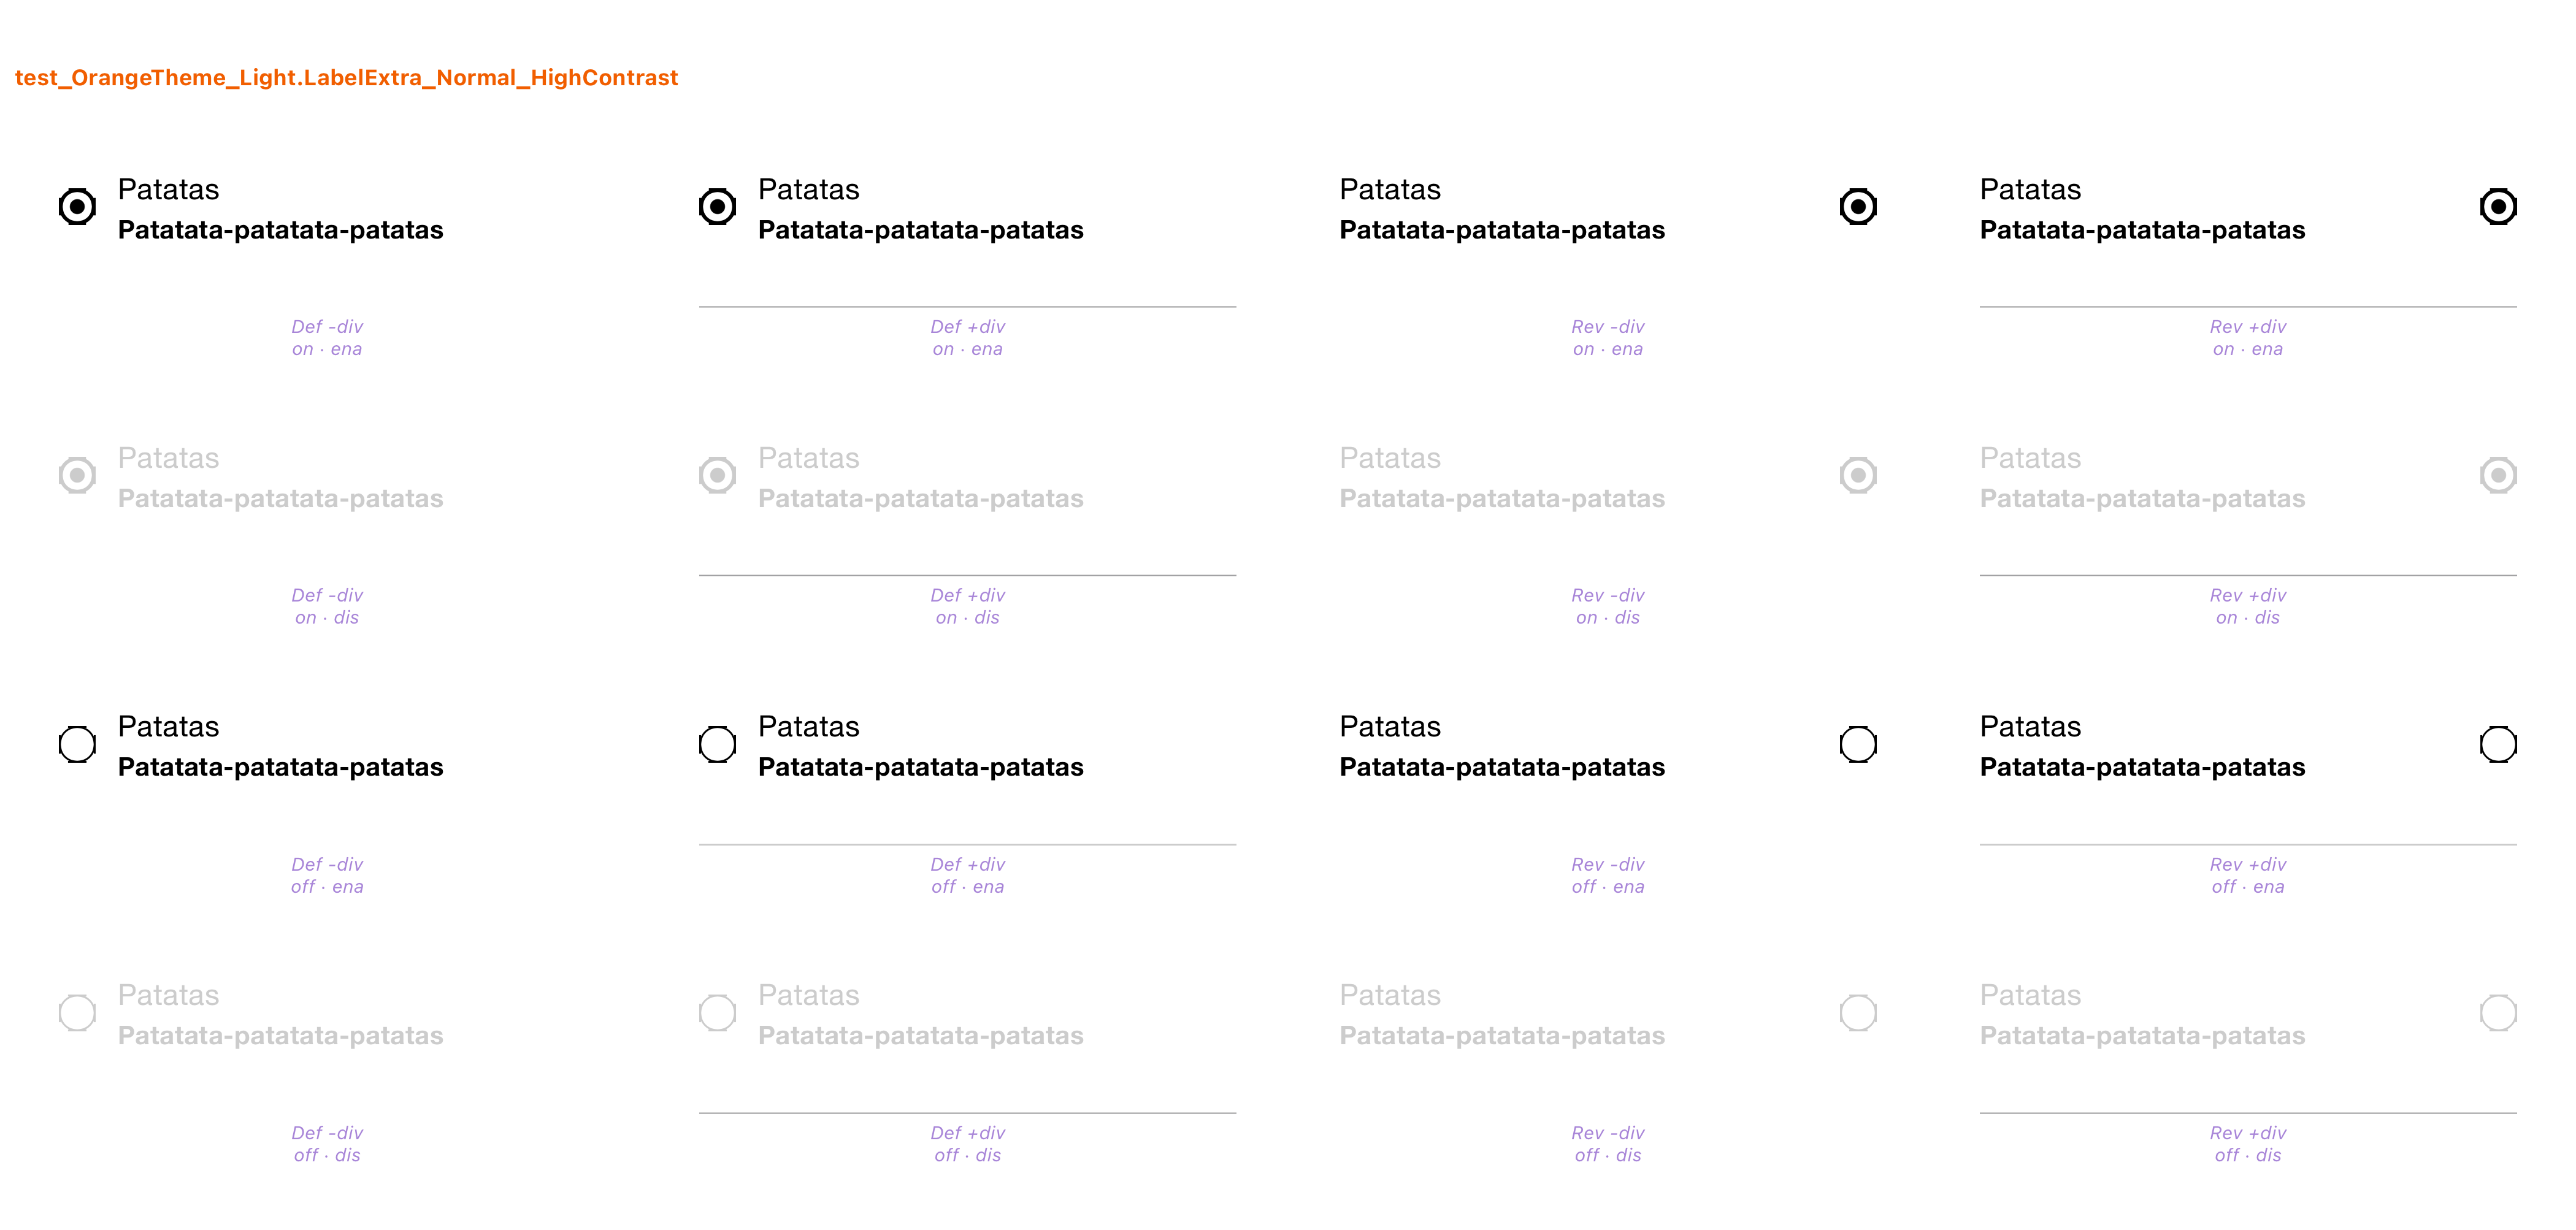 test_OrangeTheme_Light.LabelExtra_Normal_HighContrast
Patatas
Patatata-patatata-patatas
Def -div
on · ena
Patatas
Patatata-patatata-patatas
Def +div
on · ena
Patatas
Patatata-patatata-patatas
Rev -div
on · ena
Patatas
Patatata-patatata-patatas
Rev +div
on · ena
Patatas
Patatata-patatata-patatas
Def -div
on · dis
Patatas
Patatata-patatata-patatas
Def +div
on · dis
Patatas
Patatata-patatata-patatas
Rev -div
on · dis
Patatas
Patatata-patatata-patatas
Rev +div
on · dis
Patatas
Patatata-patatata-patatas
Def -div
off · ena
Patatas
Patatata-patatata-patatas
Def +div
off · ena
Patatas
Patatata-patatata-patatas
Rev -div
off · ena
Patatas
Patatata-patatata-patatas
Rev +div
off · ena
Patatas
Patatata-patatata-patatas
Def -div
off · dis
Patatas
Patatata-patatata-patatas
Def +div
off · dis
Patatas
Patatata-patatata-patatas
Rev -div
off · dis
Patatas
Patatata-patatata-patatas
Rev +div
off · dis